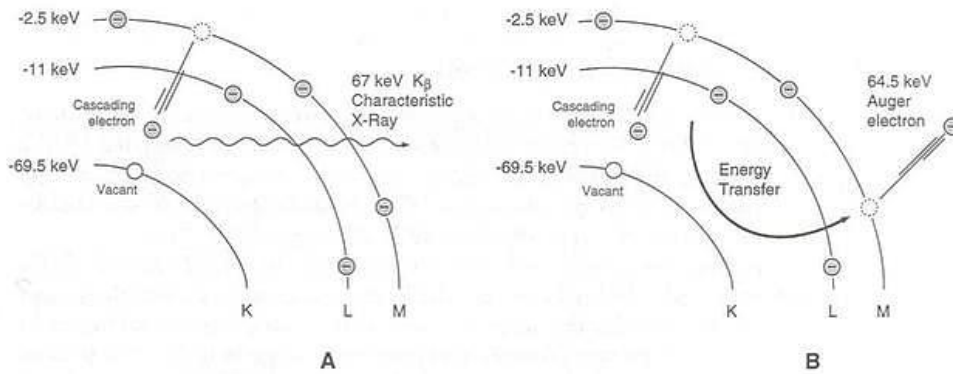 -2.5 keV
-11 keV
67 keV Kβ
Characteristic
X-Ray
Cascading
electron
-69.5 keV
Vacant
K
L
M
A
-2.5 keV
-11 keV
64.5 keV
Auger
electron
Cascading
electron
-69.5 keV
Vacant
Energy
Transfer
K
L
M
B